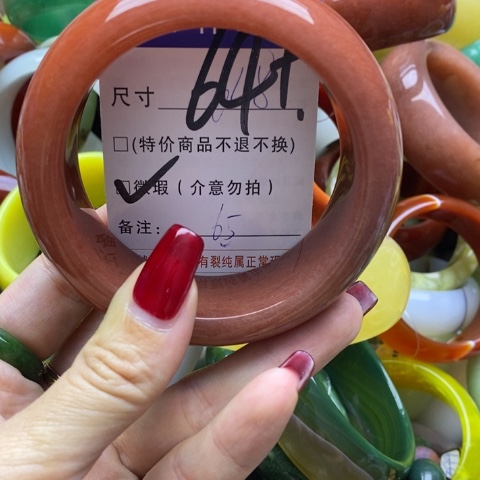 尺寸 64+.
□(特价商品不退不换)
☑微瑕（介意勿拍）
备注：65
有裂纯属正常